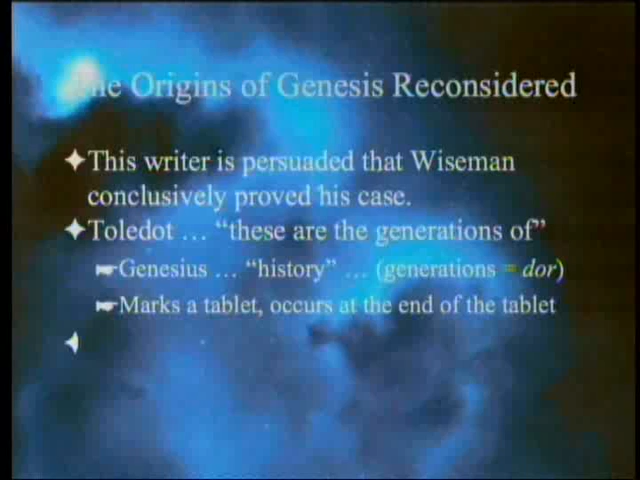 The Origins of Genesis Reconsidered
This writer is persuaded that Wiseman
conclusively proved his case.
Toledot … “these are the generations of”
Genesius … “history” … (generations = dor)
Marks a tablet, occurs at the end of the tablet